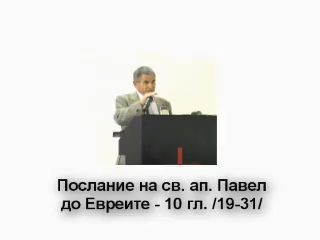 Послание на св. ап. Павел
до Евреите - 10 гл. /19-31/